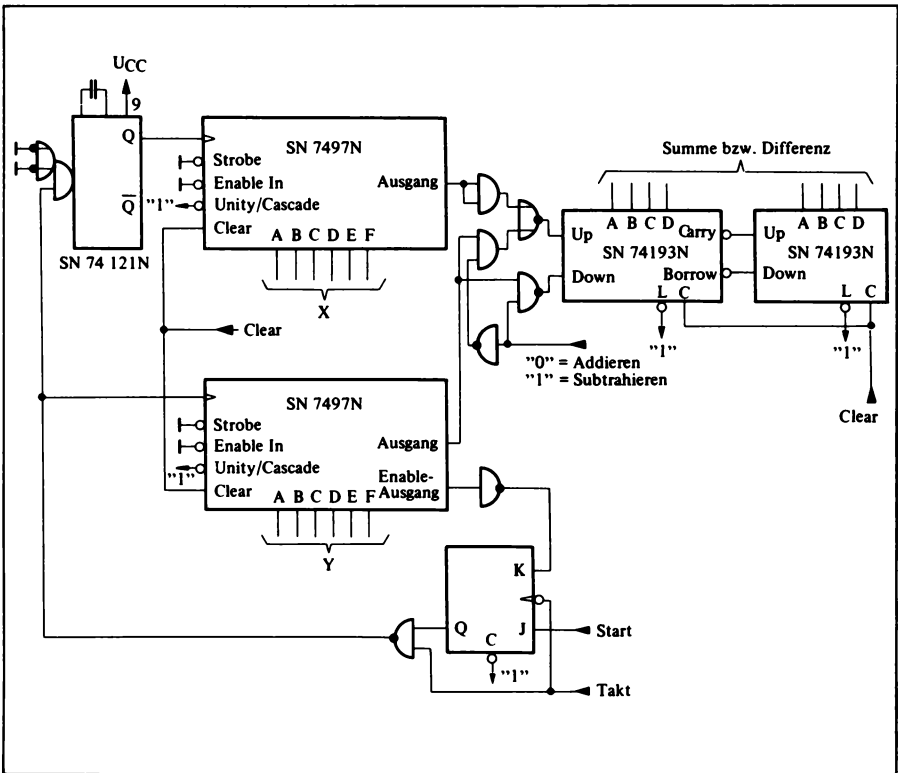 UCC
9
Q
Q
SN 74 121N
SN 7497N
Strobe
Enable In
Unity/Cascade
"1"
Clear
Ausgang
A B C D E F
X
Clear
Summe bzw. Differenz
A B C D
Up
Carry
SN 74193N
Down
Borrow
L C
"1"
A B C D
Up
SN 74193N
Down
L C
"1"
"0" = Addieren
"1" = Subtrahieren
Clear
SN 7497N
Strobe
Enable In
Unity/Cascade
"1"
Clear
Ausgang
Enable-
Ausgang
A B C D E F
Y
K
Q
J
C
"1"
Start
Takt